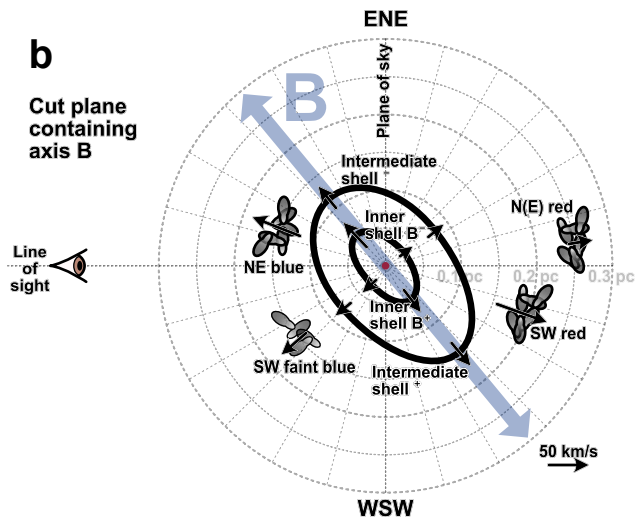 ENE
b
B
Cut plane
containing
axis B
Plane of sky
Intermediate
shell -
N(E) red
Inner
shell B-
Line
of
sight
NE blue
0.1 pc
0.2 pc
0.3 pc
Inner
shell B+
SW red
SW faint blue
Intermediate
shell +
50 km/s
WSW